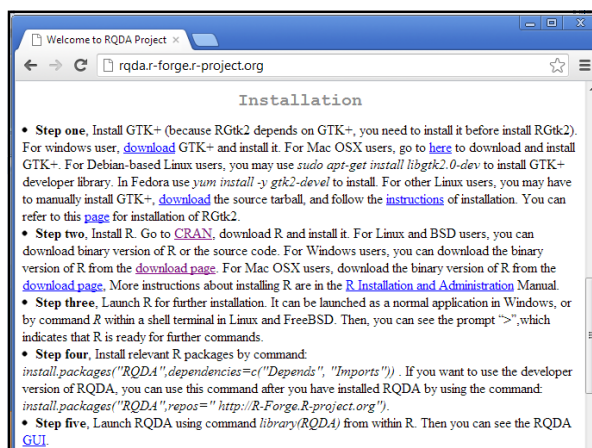 Welcome to RQDA Project
rqda.r-forge.r-project.org
Installation
• Step one, Install GTK+ (because RGtk2 depends on GTK+, you need to install it before install RGtk2).
For windows user, download GTK+ and install it. For Mac OSX users, go to here to download and install
GTK+. For Debian-based Linux users, you may use sudo apt-get install libgtk2.0-dev to install GTK+
developer library. In Fedora use yum install -y gtk2-devel to install. For other Linux users, you may have
to manually install GTK+, download the source tarball, and follow the instructions of installation. You can
refer to this page for installation of RGtk2.
• Step two, Install R. Go to CRAN, download R and install it. For Linux and BSD users, you can
download binary version of R or the source code. For Windows users, you can download the binary
version of R from the download page. For Mac OSX users, download the binary version of R from the
download page, More instructions about installing R are in the R Installation and Administration Manual.
• Step three, Launch R for further installation. It can be launched as a normal application in Windows, or
by command R within a shell terminal in Linux and FreeBSD. Then, you can see the prompt “>”,which
indicates that R is ready for further commands.
• Step four, Install relevant R packages by command:
install.packages("RQDA",dependencies=c("Depends", "Imports")) . If you want to use the developer
version of RQDA, you can use this command after you have installed RQDA by using the command:
install.packages("RQDA",repos=" http://R-Forge.R-project.org").
• Step five, Launch RQDA using command library(RQDA) from within R. Then you can see the RQDA
GUI.